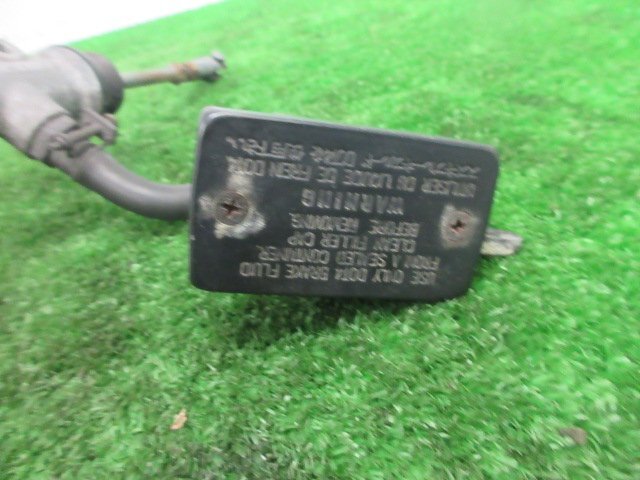 USE ONLY DOT4 BRAKE FLUID
FROM A SEALED CONTAINER.
CLEAN FILLER CAP
BEFORE REMOVING.
WARNING
UTILISER DU LIQUIDE DE FREIN DOT4.
DOT4